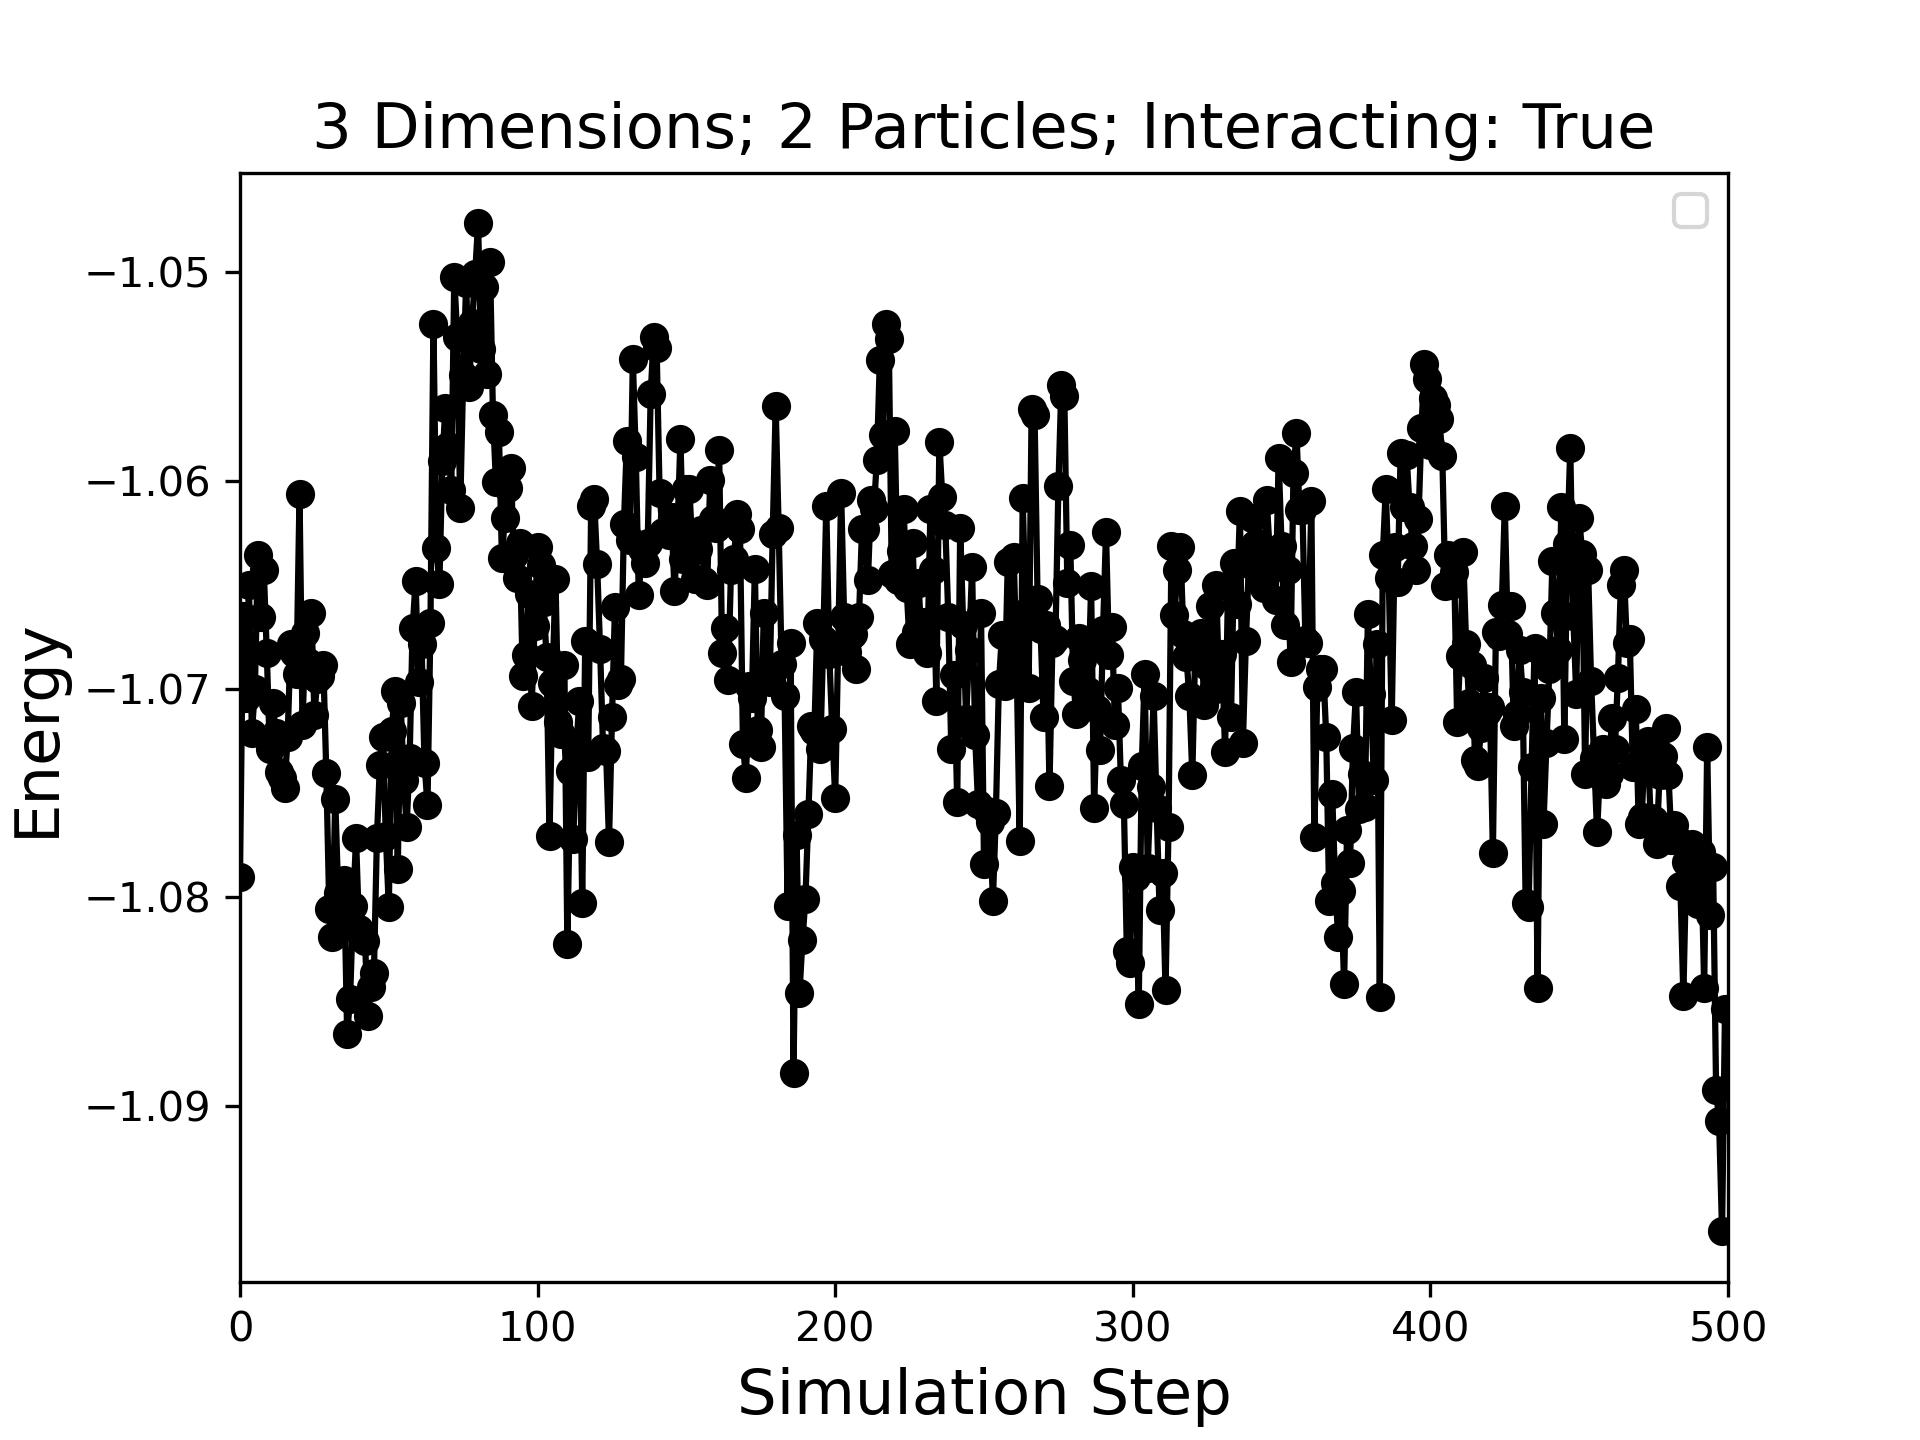 3 Dimensions; 2 Particles; Interacting: True
Energy
−1.05
−1.06
−1.07
−1.08
−1.09
0 100 200 300 400 500
Simulation Step